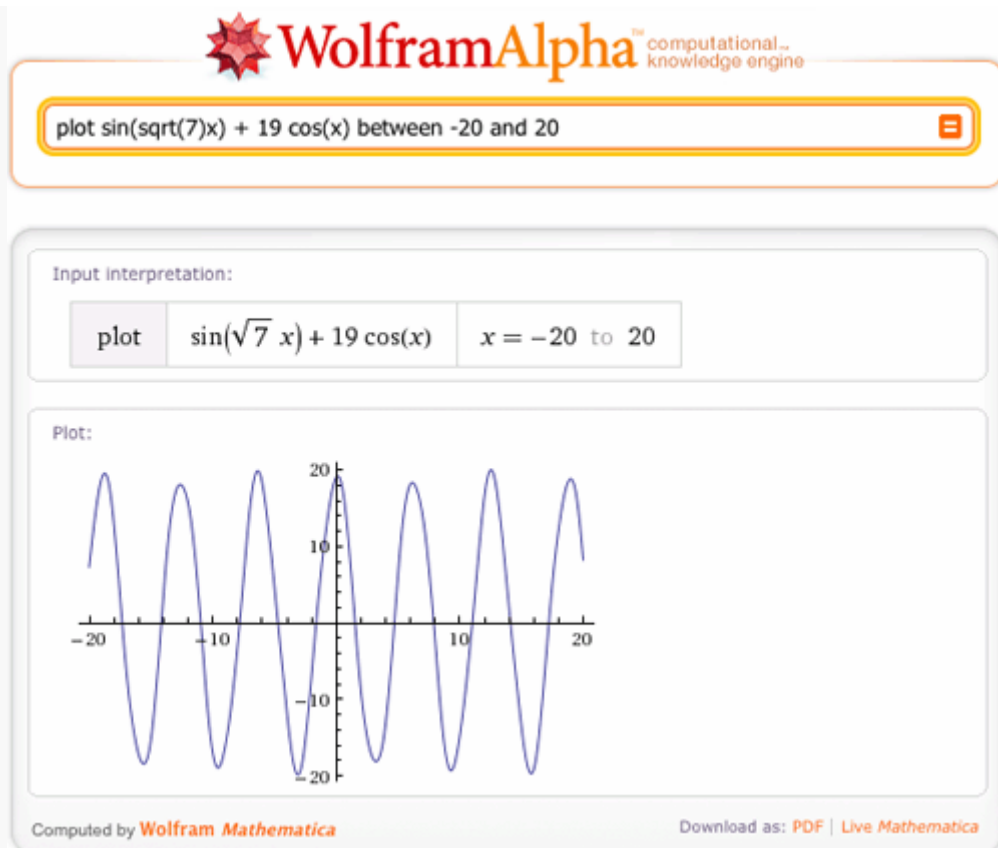 WolframAlpha™ computational..
knowledge engine
plot sin(sqrt(7)x) + 19 cos(x) between -20 and 20
Input interpretation:
plot sin(√7 x) + 19 cos(x) x = −20 to 20
Plot:
20
10
−20 −10 10 20
−10
−20
Computed by Wolfram Mathematica Download as: PDF | Live Mathematica